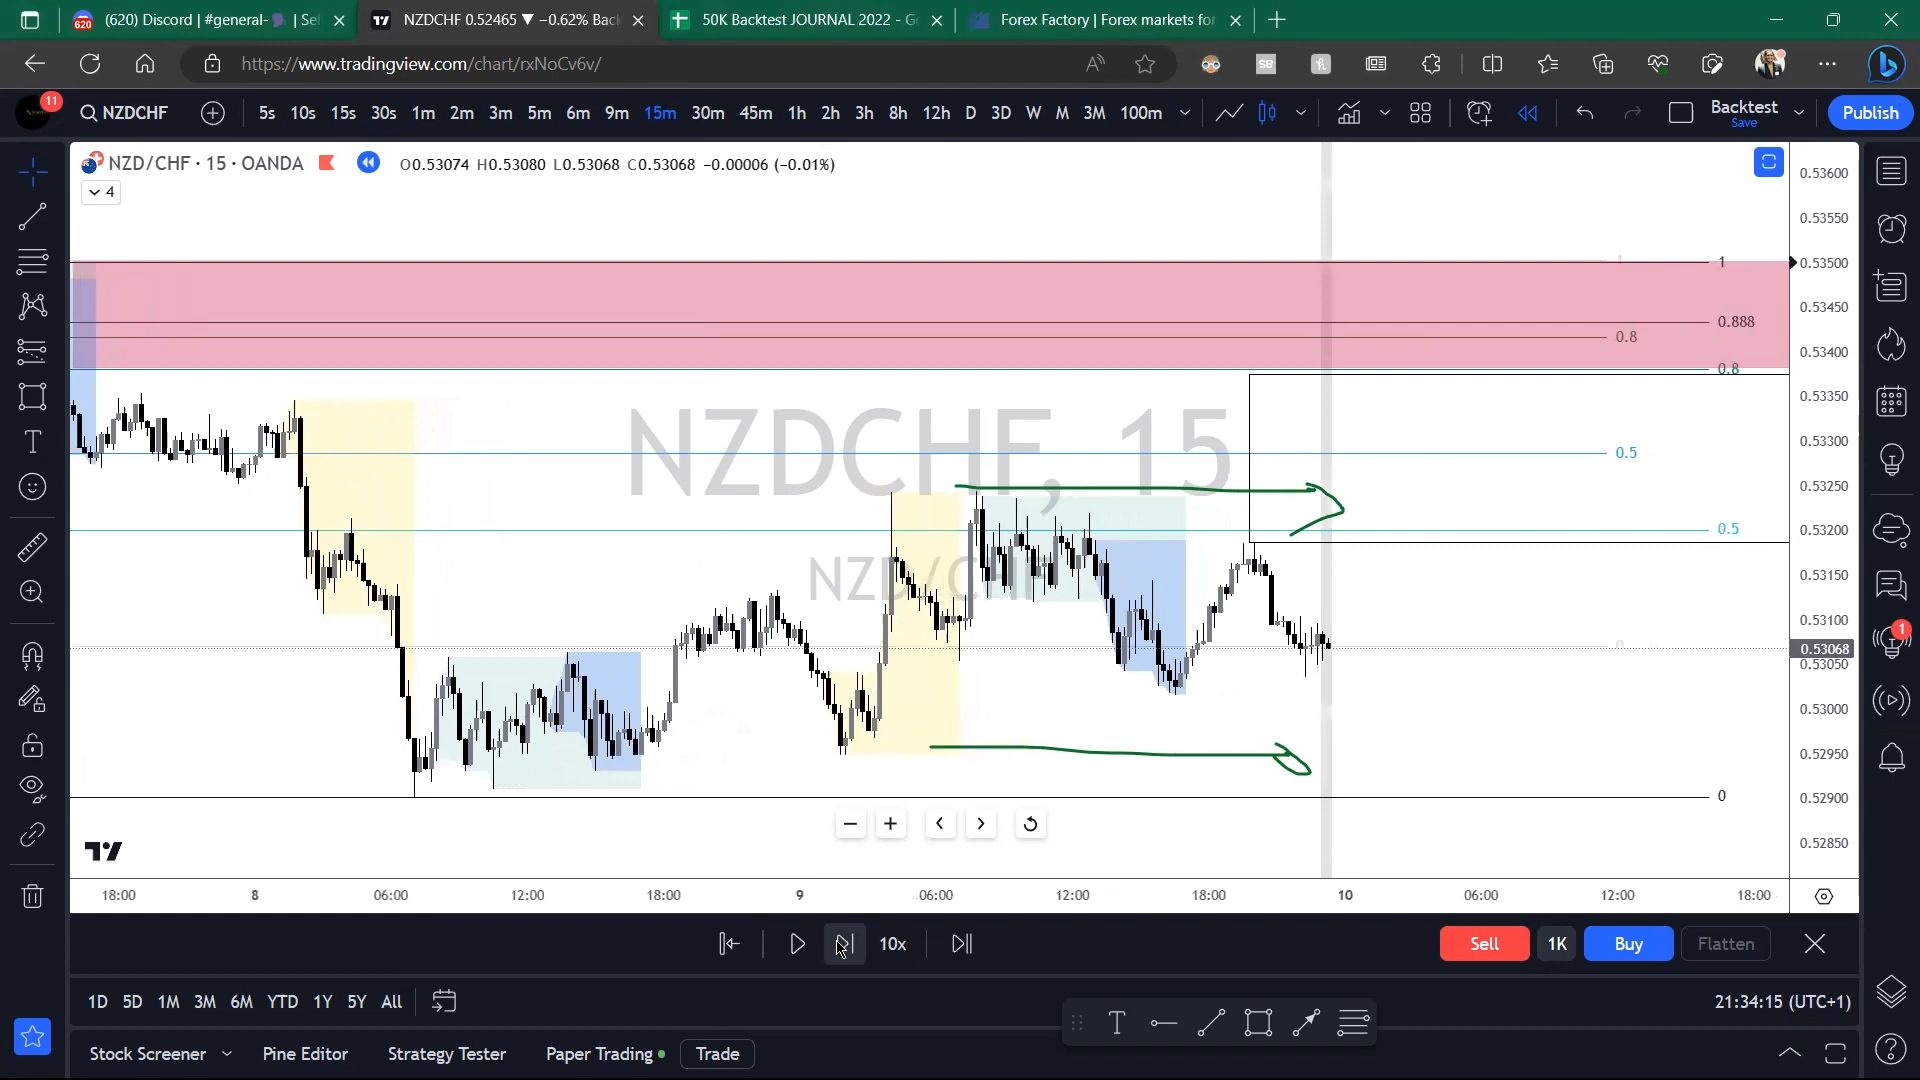 (620) Discord | #general- | Sel
NZDCHF 0.52465 ▼ −0.62% Back
50K Backtest JOURNAL 2022 - Go
Forex Factory | Forex markets for
https://www.tradingview.com/chart/rxNoCv6v/
11 NZDCHF 5s 10s 15s 30s 1m 2m 3m 5m 6m 9m 15m 30m 45m 1h 2h 3h 8h 12h D 3D W M 3M 100m Backtest Save Publish
NZD/CHF · 15 · OANDA O0.53074 H0.53080 L0.53068 C0.53068 −0.00006 (−0.01%)
4
0.53600
0.53550
1 0.53500
0.53450
0.888
0.8
0.53400
0.8
0.53350
0.53300
NZDCHF, 15
0.5
0.53250
0.5 0.53200
NZD/CHF
0.53150
0.53100
0 0.53068
0.53050
0.53000
0.52950
0 0.52900
0.52850
18:00 8 06:00 12:00 18:00 9 06:00 12:00 18:00 10 06:00 12:00 18:00
10x Sell 1K Buy Flatten
1D 5D 1M 3M 6M YTD 1Y 5Y All 21:34:15 (UTC+1)
Stock Screener Pine Editor Strategy Tester Paper Trading Trade